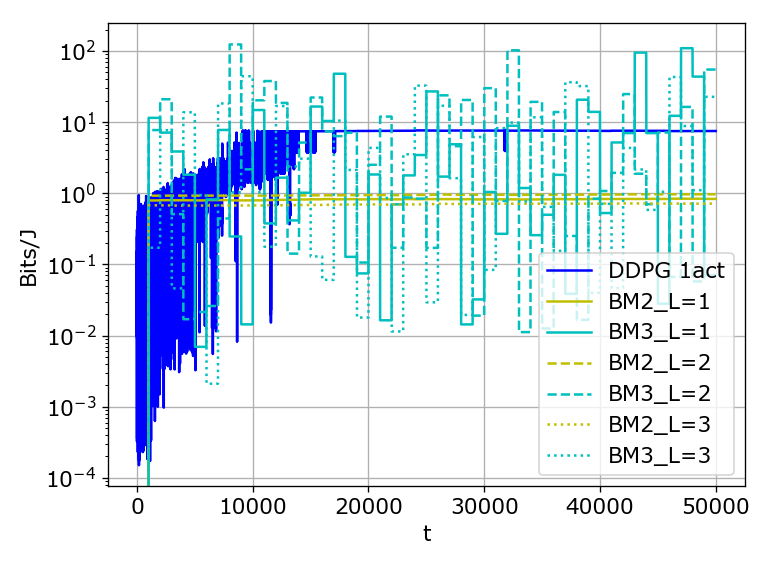 Bits/J
10²
10¹
10⁰
10⁻¹
10⁻²
10⁻³
10⁻⁴
DDPG 1act
BM2_L=1
BM3_L=1
BM2_L=2
BM3_L=2
BM2_L=3
BM3_L=3
0 10000 20000 30000 40000 50000
t